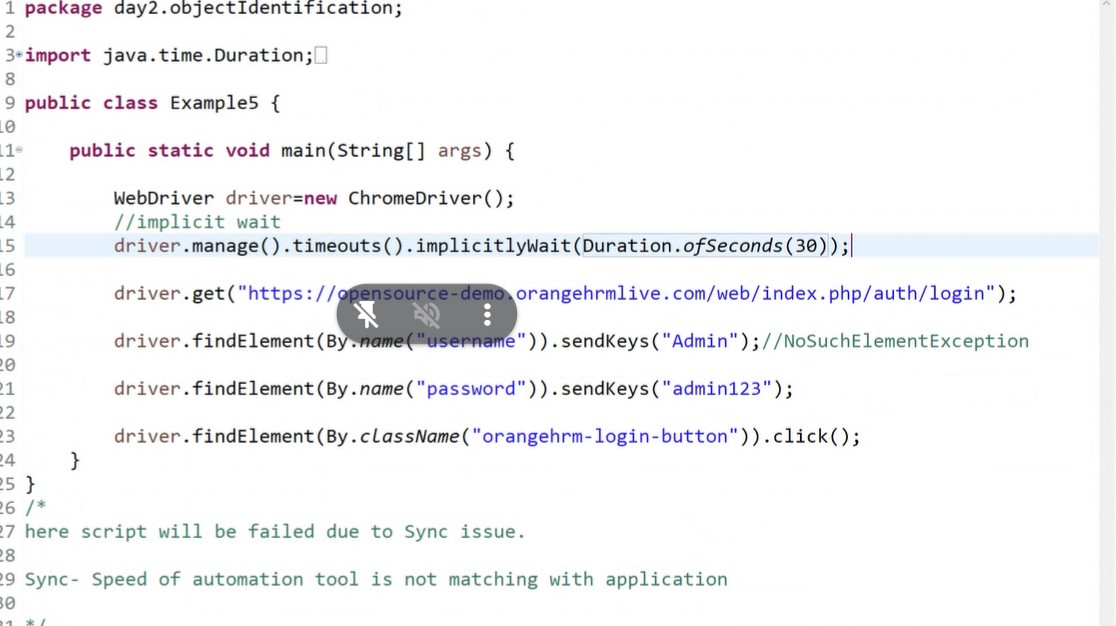 1 package day2.objectIdentification;
2
3 import java.time.Duration;
8
9 public class Example5 {
10
11 public static void main(String[] args) {
12
13 WebDriver driver=new ChromeDriver();
14 //implicit wait
15 driver.manage().timeouts().implicitlyWait(Duration.ofSeconds(30));
16
17 driver.get("https://opensource-demo.orangehrmlive.com/web/index.php/auth/login");
18
19 driver.findElement(By.name("username")).sendKeys("Admin");//NoSuchElementException
20
21 driver.findElement(By.name("password")).sendKeys("admin123");
22
23 driver.findElement(By.className("orangehrm-login-button")).click();
24 }
25 }
26 /*
27 here script will be failed due to Sync issue.
28
29 Sync- Speed of automation tool is not matching with application
30
31 */